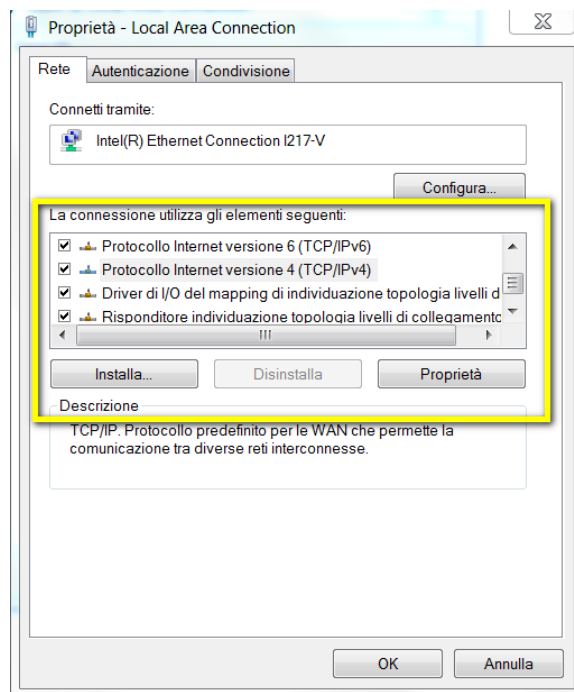 Proprietà - Local Area Connection
Rete Autenticazione Condivisione
Connetti tramite:
Intel(R) Ethernet Connection I217-V
Configura...
La connessione utilizza gli elementi seguenti:
Protocollo Internet versione 6 (TCP/IPv6)
Protocollo Internet versione 4 (TCP/IPv4)
Driver di I/O del mapping di individuazione topologia livelli d
Risponditore individuazione topologia livelli di collegamento
Installa... Disinstalla Proprietà
Descrizione
TCP/IP. Protocollo predefinito per le WAN che permette la
comunicazione tra diverse reti interconnesse.
OK Annulla